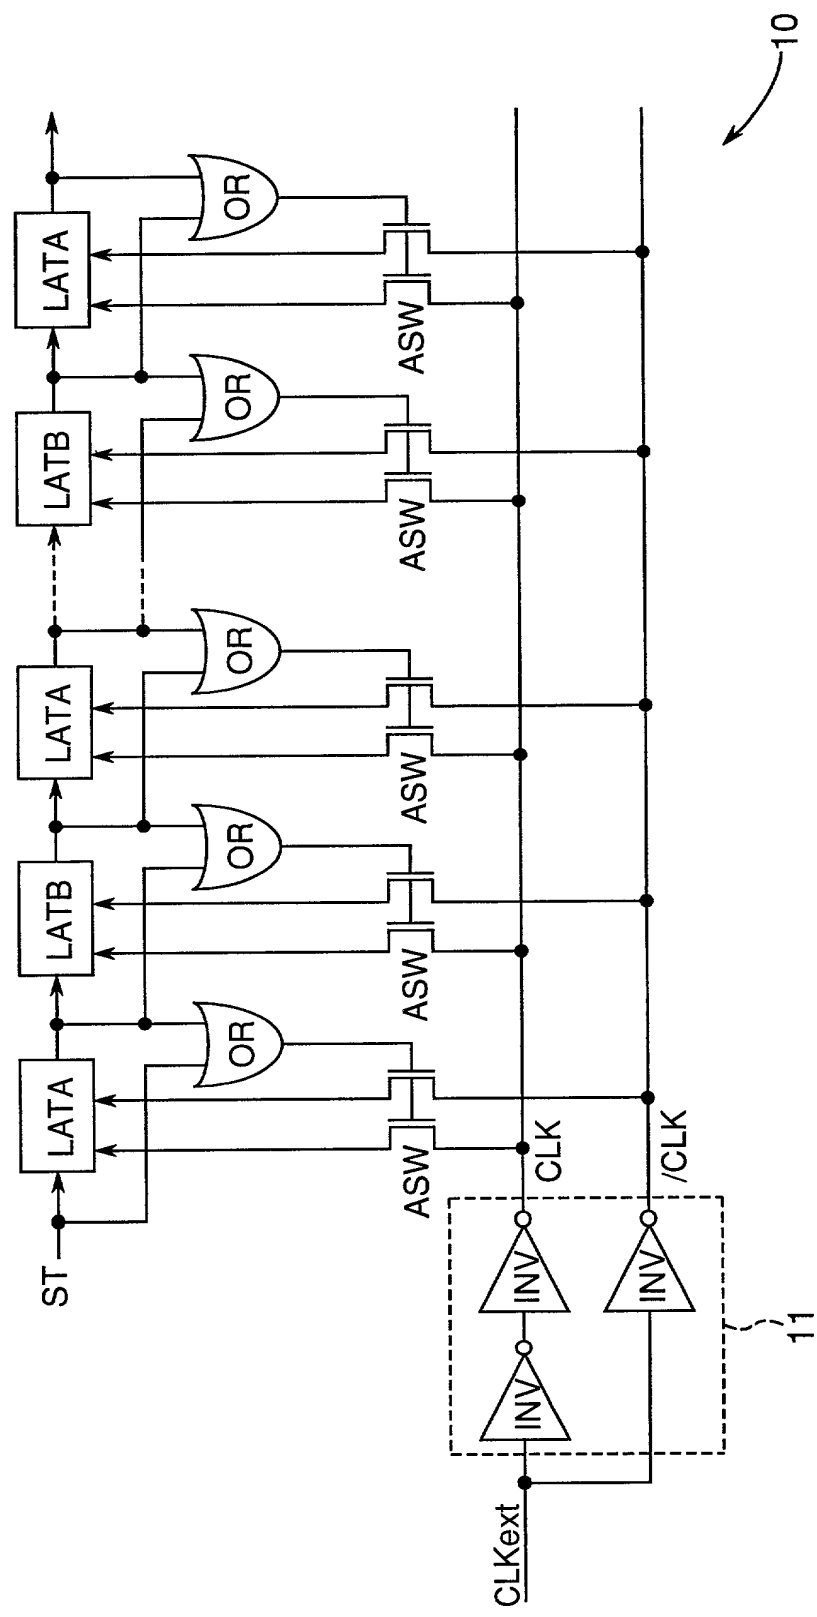 10
ST
LATA
LATB
LATA
LATB
LATA
OR
OR
OR
OR
OR
ASW
ASW
ASW
ASW
ASW
CLK
/CLK
INV
INV
INV
CLKext
11